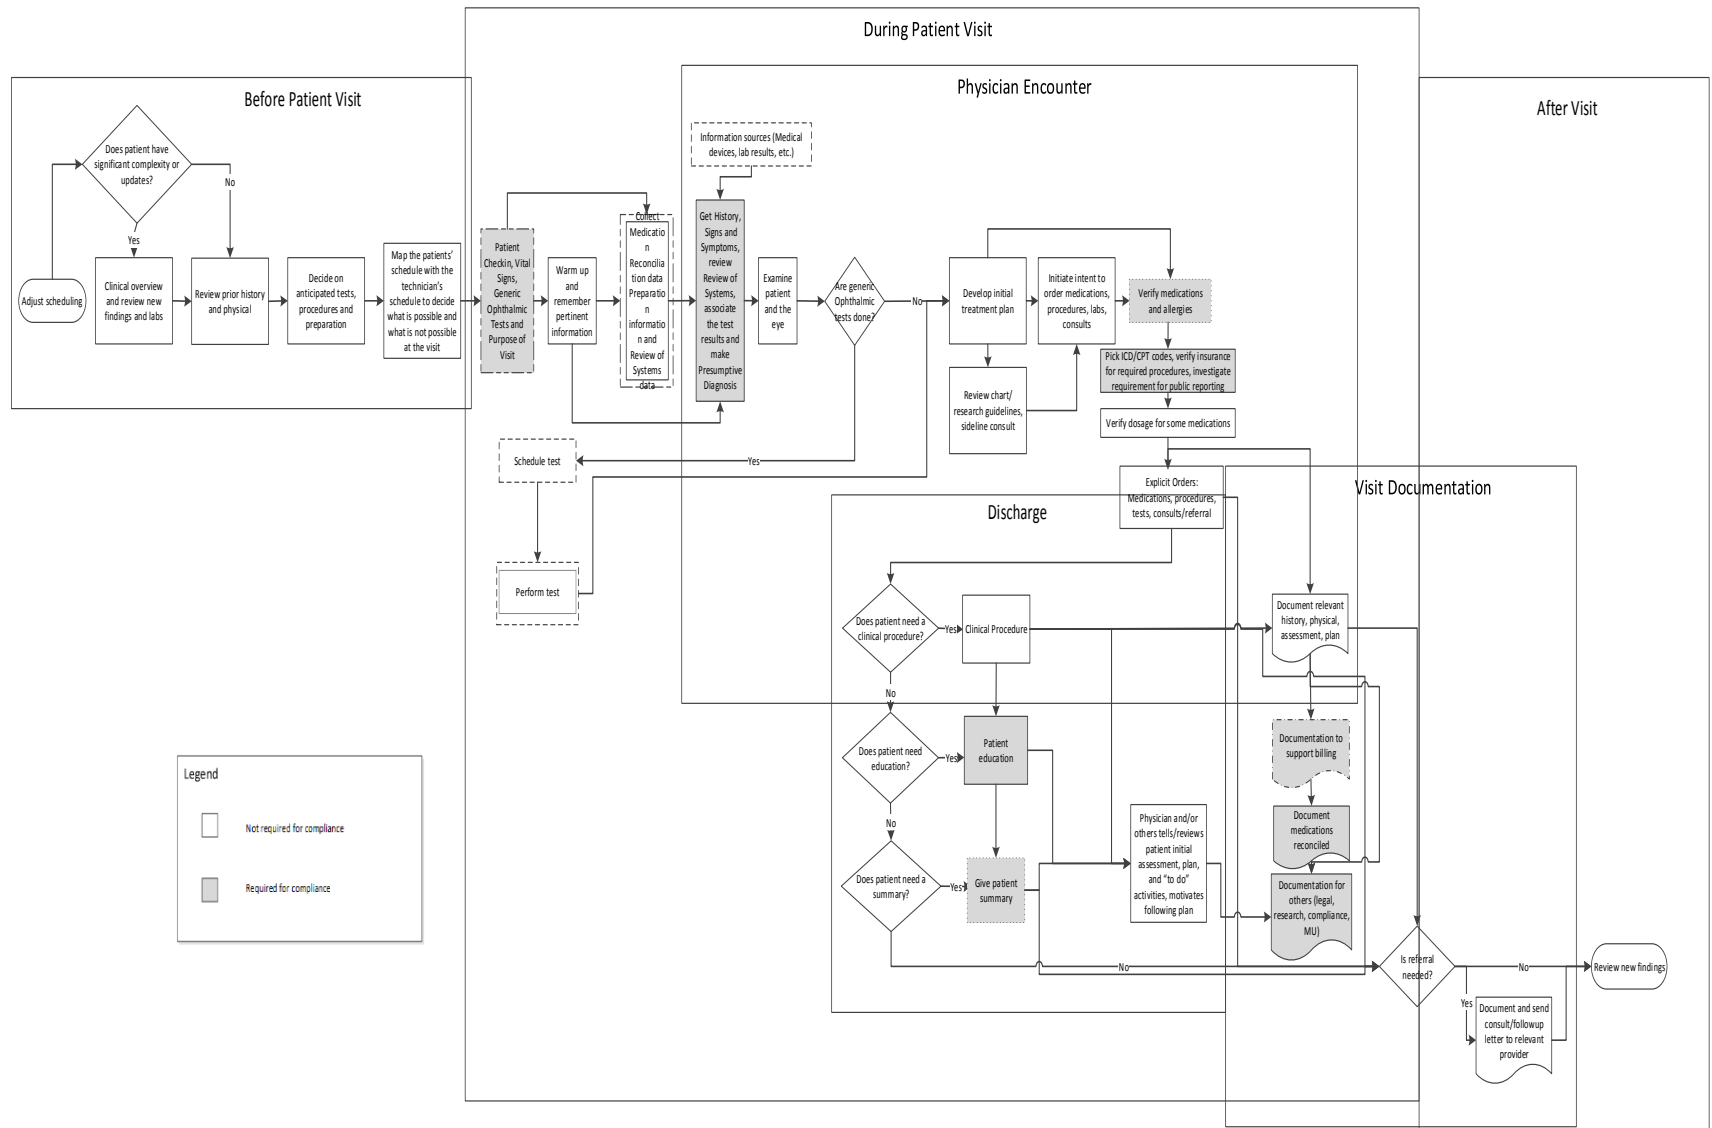 During Patient Visit
Before Patient Visit
Physician Encounter
After Visit
Does patient have
significant complexity or
updates?
No
Yes
Adjust scheduling
Clinical overview
and review new
findings and labs
Review prior history
and physical
Decide on
anticipated tests,
procedures and
preparation
Map the patients'
schedule with the
technician's
schedule to decide
what is possible and
what is not possible
at the visit
Patient
Checkin, Vital
Signs,
Generic
Ophthalmic
Tests and
Purpose of
Visit
Warm up
and
remember
pertinent
information
Collect
Medicatio
n
Reconcilia
tion data
Preparatio
n
informatio
n and
Review of
Systems
data
Information sources (Medical
devices, lab results, etc.)
Get History,
Signs and
Symptoms,
review
Review of
Systems,
associate
the test
results and
make
Presumptive
Diagnosis
Examine
patient
and the
eye
Are generic
Ophthalmic
tests done?
No
Yes
Schedule test
Perform test
Develop initial
treatment plan
Review chart/
research guidelines,
sideline consult
Initiate intent to
order medications,
procedures, labs,
consults
Verify medications
and allergies
Pick ICD/CPT codes, verify insurance
for required procedures, investigate
requirement for public reporting
Verify dosage for some medications
Explicit Orders:
Medications, procedures,
tests, consults/referral
Visit Documentation
Discharge
Does patient need a
clinical procedure?
Yes
Clinical Procedure
No
Does patient need
education?
Yes
Patient
education
No
Does patient need a
summary?
Yes
Give patient
summary
No
Physician and/or
others tells/reviews
patient initial
assessment, plan,
and "to do"
activities, motivates
following plan
Document relevant
history, physical,
assessment, plan
Documentation to
support billing
Document
medications
reconciled
Documentation for
others (legal,
research, compliance,
MU)
Is referral
needed?
No
Yes
Document and send
consult/followup
letter to relevant
provider
Review new findings
Legend
Not required for compliance
Required for compliance